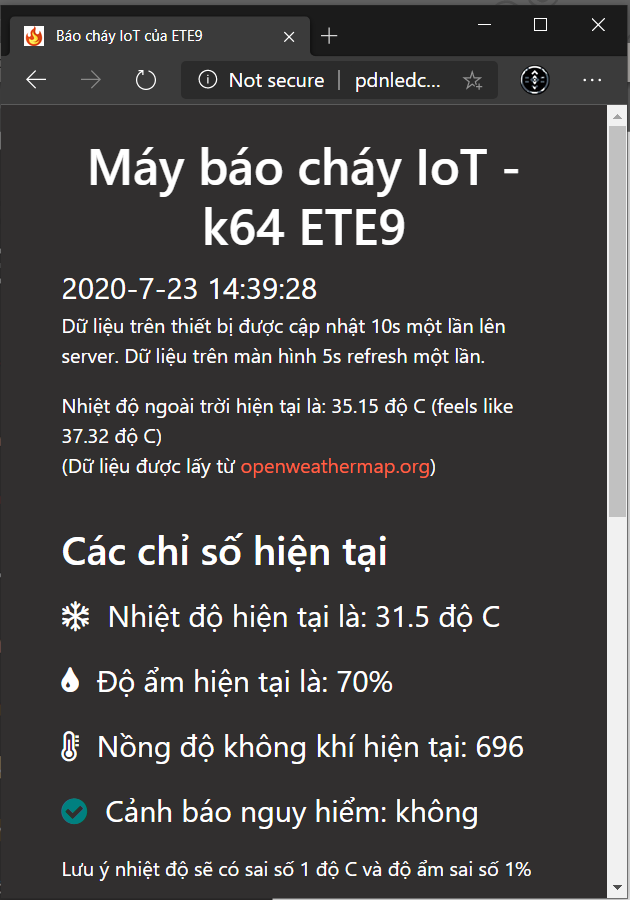 Báo cháy IoT của ETE9
Not secure
pdnledc...
Máy báo cháy IoT -
k64 ETE9
2020-7-23 14:39:28
Dữ liệu trên thiết bị được cập nhật 10s một lần lên
server. Dữ liệu trên màn hình 5s refresh một lần.
Nhiệt độ ngoài trời hiện tại là: 35.15 độ C (feels like
37.32 độ C)
(Dữ liệu được lấy từ openweathermap.org)
Các chỉ số hiện tại
Nhiệt độ hiện tại là: 31.5 độ C
Độ ẩm hiện tại là: 70%
Nồng độ không khí hiện tại: 696
Cảnh báo nguy hiểm: không
Lưu ý nhiệt độ sẽ có sai số 1 độ C và độ ẩm sai số 1%